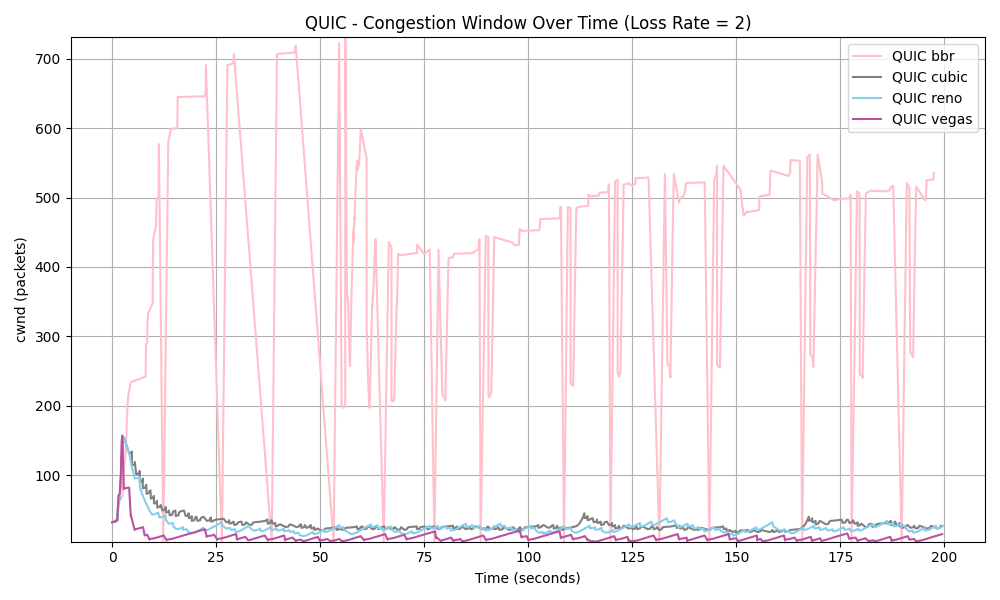 QUIC - Congestion Window Over Time (Loss Rate = 2)
QUIC bbr
QUIC cubic
QUIC reno
QUIC vegas
cwnd (packets)
700
600
500
400
300
200
100
0 25 50 75 100 125 150 175 200
Time (seconds)